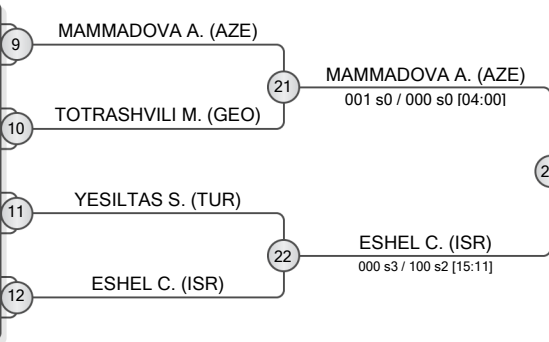 MAMMADOVA A. (AZE)
9
21
MAMMADOVA A. (AZE)
001 s0 / 000 s0 [04:00]
TOTRASHVILI M. (GEO)
10
2
YESILTAS S. (TUR)
11
22
ESHEL C. (ISR)
000 s3 / 100 s2 [15:11]
ESHEL C. (ISR)
12